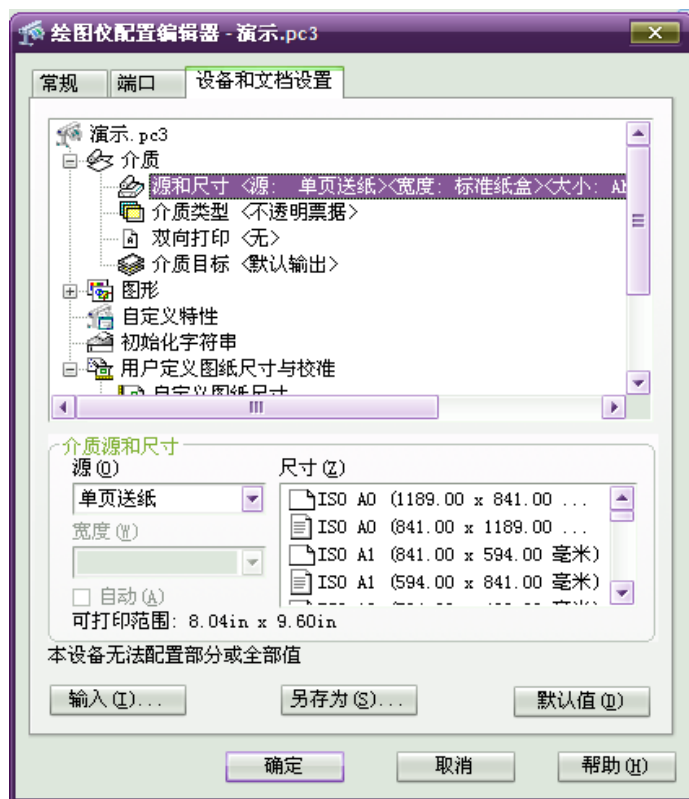 绘图仪配置编辑器 - 演示.pc3
常规 端口 设备和文档设置
演示.pc3
介质
源和尺寸 <源: 单页送纸><宽度: 标准纸盒><大小:
介质类型 <不透明票据>
双向打印 <无>
介质目标 <默认输出>
图形
自定义特性
初始化字符串
用户定义图纸尺寸与校准
自定义图纸尺寸
介质源和尺寸
源(O) 尺寸(Z)
单页送纸 ISO A0 (1189.00 x 841.00 ...
ISO A0 (841.00 x 1189.00 ...
宽度(W)
ISO A1 (841.00 x 594.00 毫米)
ISO A1 (594.00 x 841.00 毫米)
自动(A)
可打印范围: 8.04in x 9.60in
本设备无法配置部分或全部值
输入(I)... 另存为(S)... 默认值(D)
确定 取消 帮助(H)